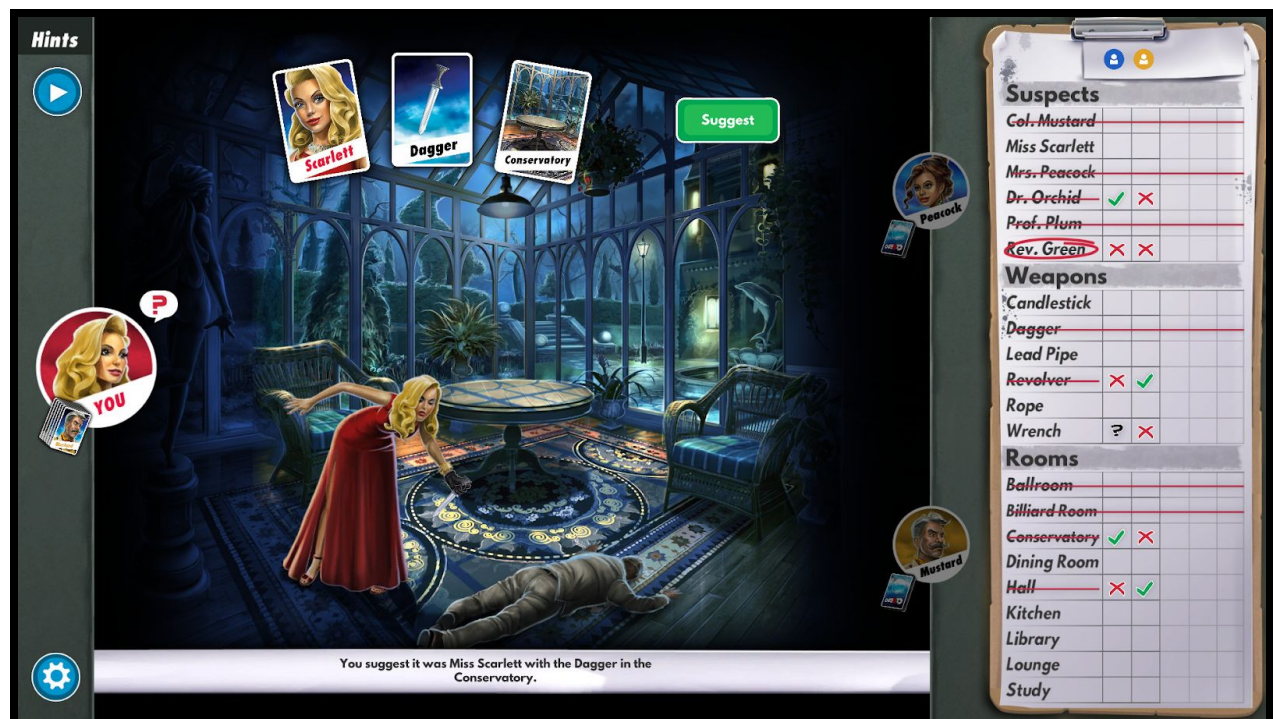 Hints
Scarlett
Dagger
Conservatory
Suggest
Peacock
?
YOU
Mustard
You suggest it was Miss Scarlett with the Dagger in the
Conservatory.
Suspects
Col. Mustard
Miss Scarlett
Mrs. Peacock
Dr. Orchid
Prof. Plum
Rev. Green
Weapons
Candlestick
Dagger
Lead Pipe
Revolver
Rope
Wrench ?
Rooms
Ballroom
Billiard Room
Conservatory
Dining Room
Hall
Kitchen
Library
Lounge
Study